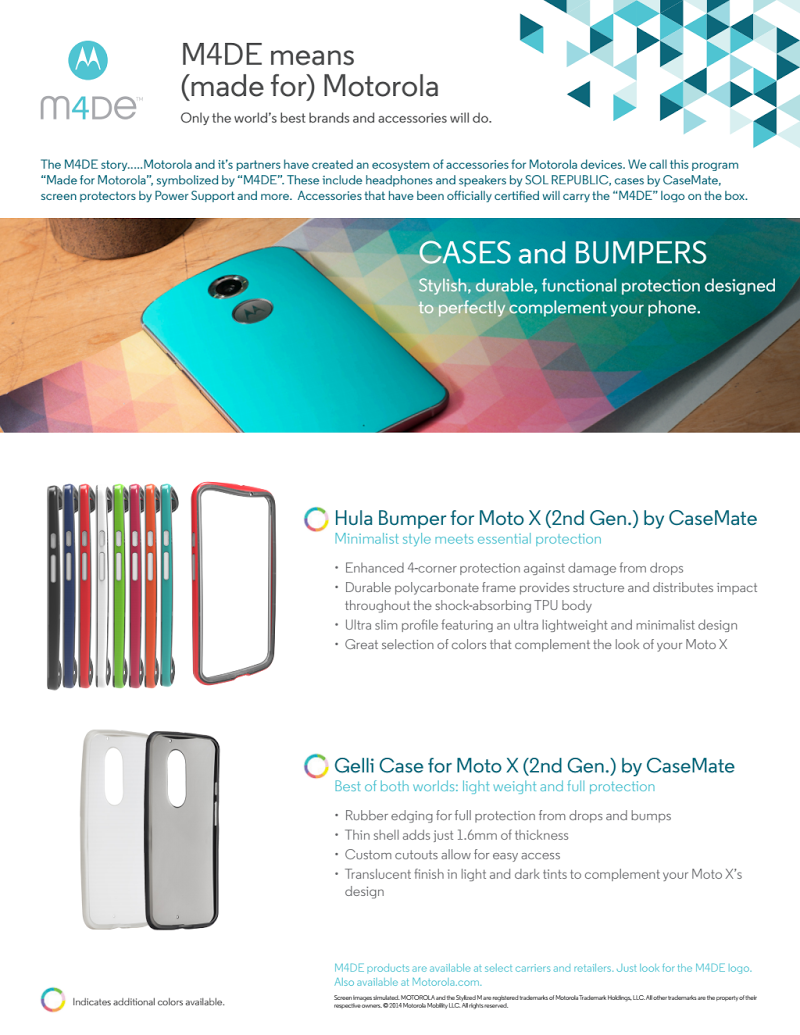 m4DE™
M4DE means
(made for) Motorola
Only the world's best brands and accessories will do.
The M4DE story.....Motorola and it's partners have created an ecosystem of accessories for Motorola devices. We call this program
"Made for Motorola", symbolized by "M4DE". These include headphones and speakers by SOL REPUBLIC, cases by CaseMate,
screen protectors by Power Support and more. Accessories that have been officially certified will carry the "M4DE" logo on the box.
CASES and BUMPERS
Stylish, durable, functional protection designed
to perfectly complement your phone.
Hula Bumper for Moto X (2nd Gen.) by CaseMate
Minimalist style meets essential protection
• Enhanced 4-corner protection against damage from drops
• Durable polycarbonate frame provides structure and distributes impact
throughout the shock-absorbing TPU body
• Ultra slim profile featuring an ultra lightweight and minimalist design
• Great selection of colors that complement the look of your Moto X
Gelli Case for Moto X (2nd Gen.) by CaseMate
Best of both worlds: light weight and full protection
• Rubber edging for full protection from drops and bumps
• Thin shell adds just 1.6mm of thickness
• Custom cutouts allow for easy access
• Translucent finish in light and dark tints to complement your Moto X's
design
M4DE products are available at select carriers and retailers. Just look for the M4DE logo.
Also available at Motorola.com.
Indicates additional colors available.
Screen Images simulated. MOTOROLA and the Stylized M are registered trademarks of Motorola Trademark Holdings, LLC. All other trademarks are the property of their
respective owners. © 2014 Motorola Mobility LLC. All rights reserved.